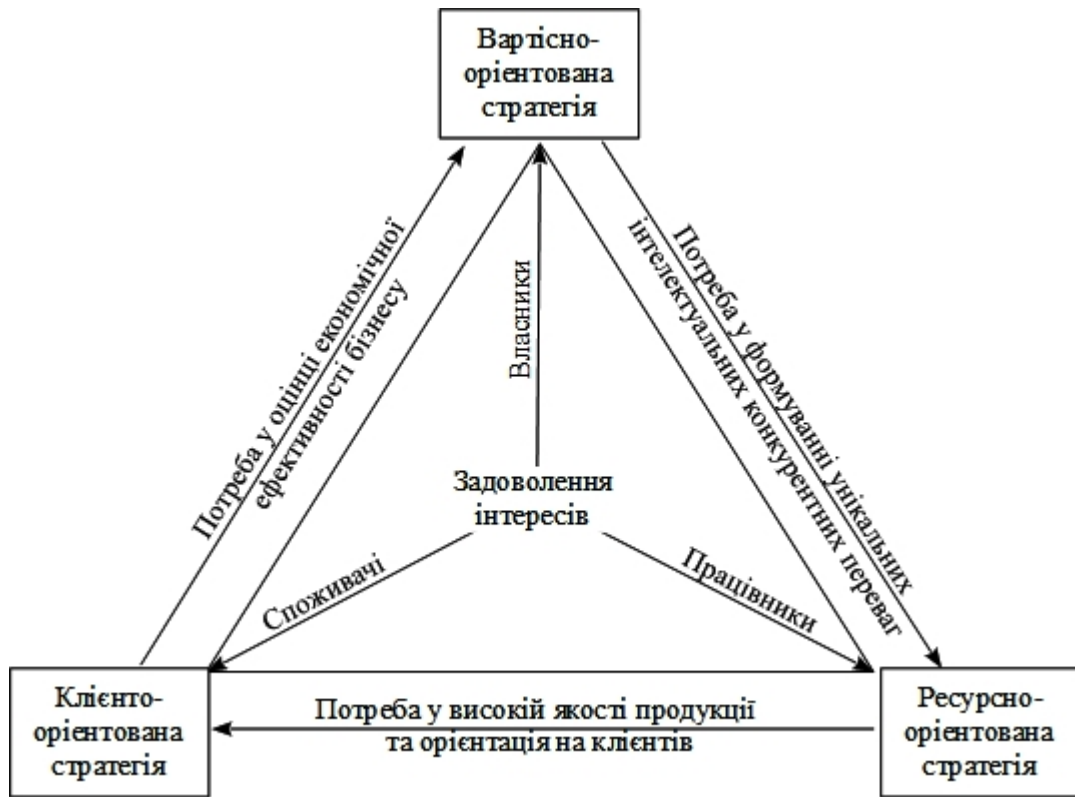 Вартісно-
орієнтована
стратегія
Потреба у оцінці економічної
ефективності бізнесу
Власники
Потреба у формуванні унікальних
інтелектуальних конкурентних переваг
Задоволення
інтересів
Споживачі
Працівники
Клієнто-
орієнтована
стратегія
Потреба у високій якості продукції
та орієнтація на клієнтів
Ресурсно-
орієнтована
стратегія